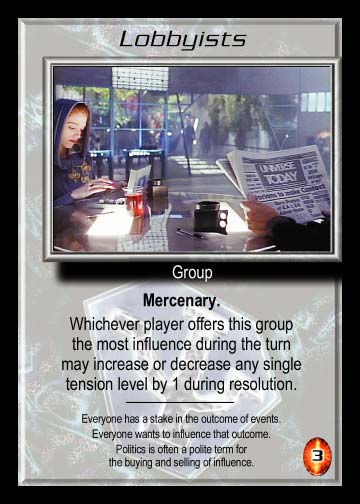 Lobbyists
UNIVERSE
TODAY
Group
Mercenary.
Whichever player offers this group
the most influence during the turn
may increase or decrease any single
tension level by 1 during resolution.
Everyone has a stake in the outcome of events.
Everyone wants to influence that outcome.
Politics is often a polite term for
the buying and selling of influence.
3